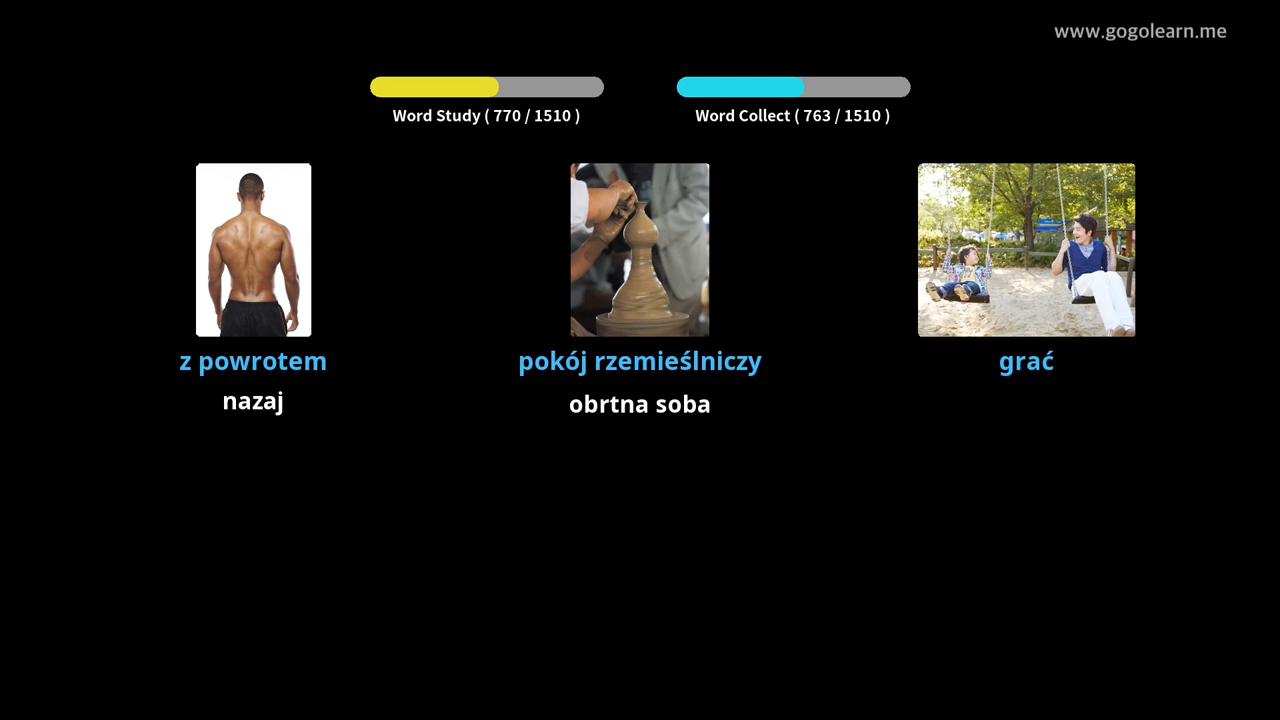 www.gogolearn.me
Word Study ( 770 / 1510 )
Word Collect ( 763 / 1510 )
z powrotem
pokój rzemieślniczy
grać
nazaj
obrtna soba